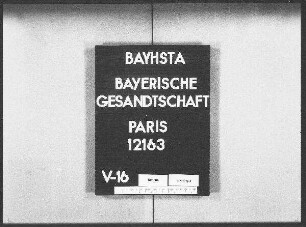 BAYHSTA
BAYERISCHE
GESANDTSCHAFT
PARIS
12163
V-16